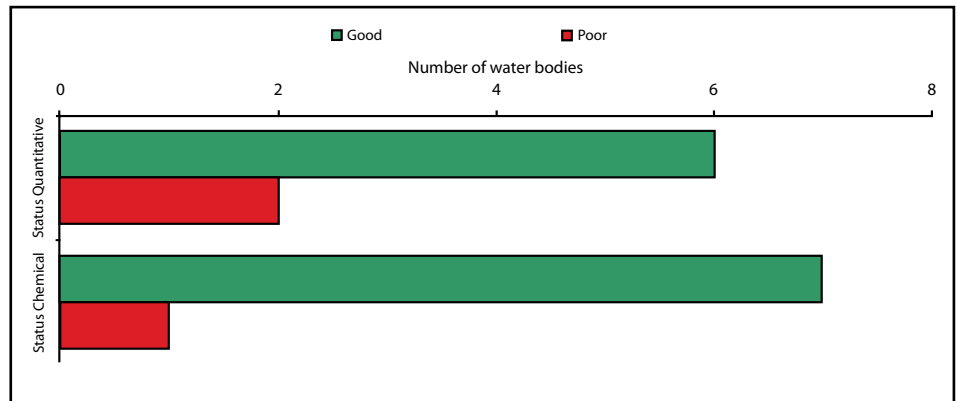 Good Poor
Number of water bodies
0 2 4 6 8
Status Quantitative
Status Chemical